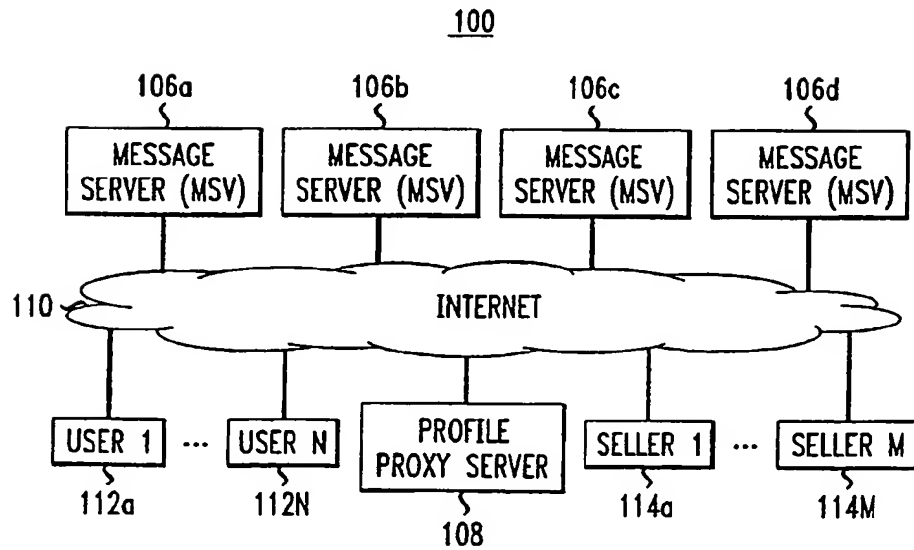 100
106a 106b 106c 106d
MESSAGE SERVER (MSV)
MESSAGE SERVER (MSV)
MESSAGE SERVER (MSV)
MESSAGE SERVER (MSV)
110
INTERNET
USER 1 ... USER N
PROFILE PROXY SERVER
SELLER 1 ... SELLER M
112a 112N 108 114a 114M